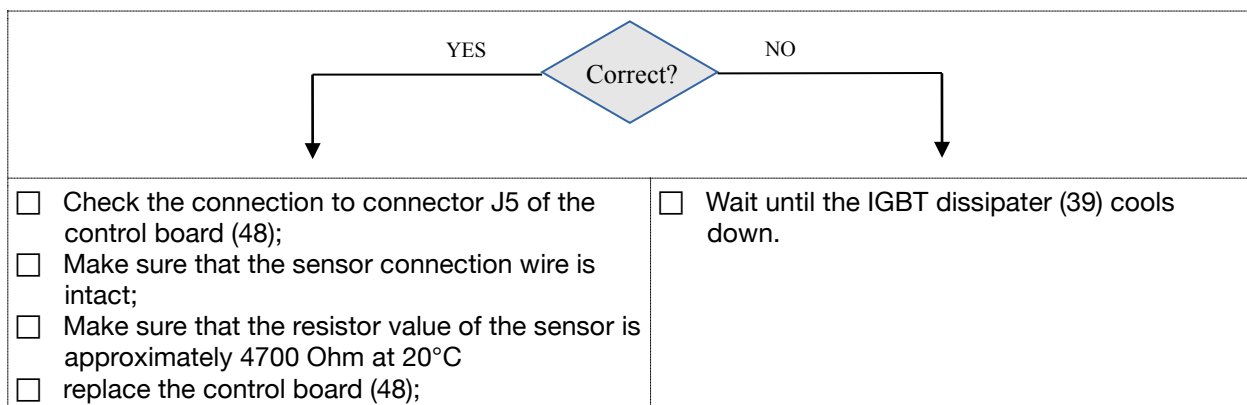 YES
Correct?
NO
☐ Check the connection to connector J5 of the
control board (48);
☐ Make sure that the sensor connection wire is
intact;
☐ Make sure that the resistor value of the sensor is
approximately 4700 Ohm at 20°C
☐ replace the control board (48);
☐ Wait until the IGBT dissipater (39) cools
down.